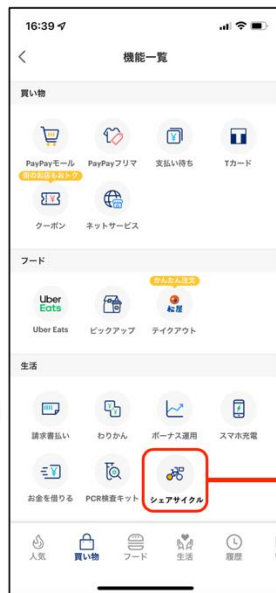 16:39
機能一覧
買い物
PayPayモール PayPayフリマ 支払い待ち Tカード
街のお店もおトク
クーポン ネットサービス
フード
かんたん注文
Uber Eats
松屋
Uber Eats ピックアップ テイクアウト
生活
請求書払い わりかん ボーナス運用 スマホ充電
お金を借りる PCR検査キット シェアサイクル
人気 買い物 フード 生活 履歴